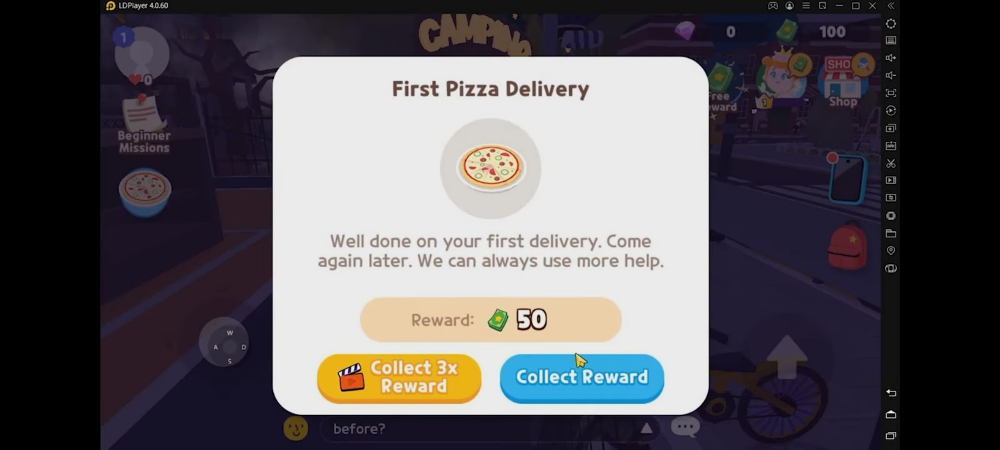 LDPlayer 4.0.60
CAMPING
1
0
100
0
SHO
Shop
Free
1
Beginner
Missions
First Pizza Delivery
Well done on your first delivery. Come
again later. We can always use more help.
Reward: 50
Collect 3x
Reward
Collect Reward
W
A D
S
before?